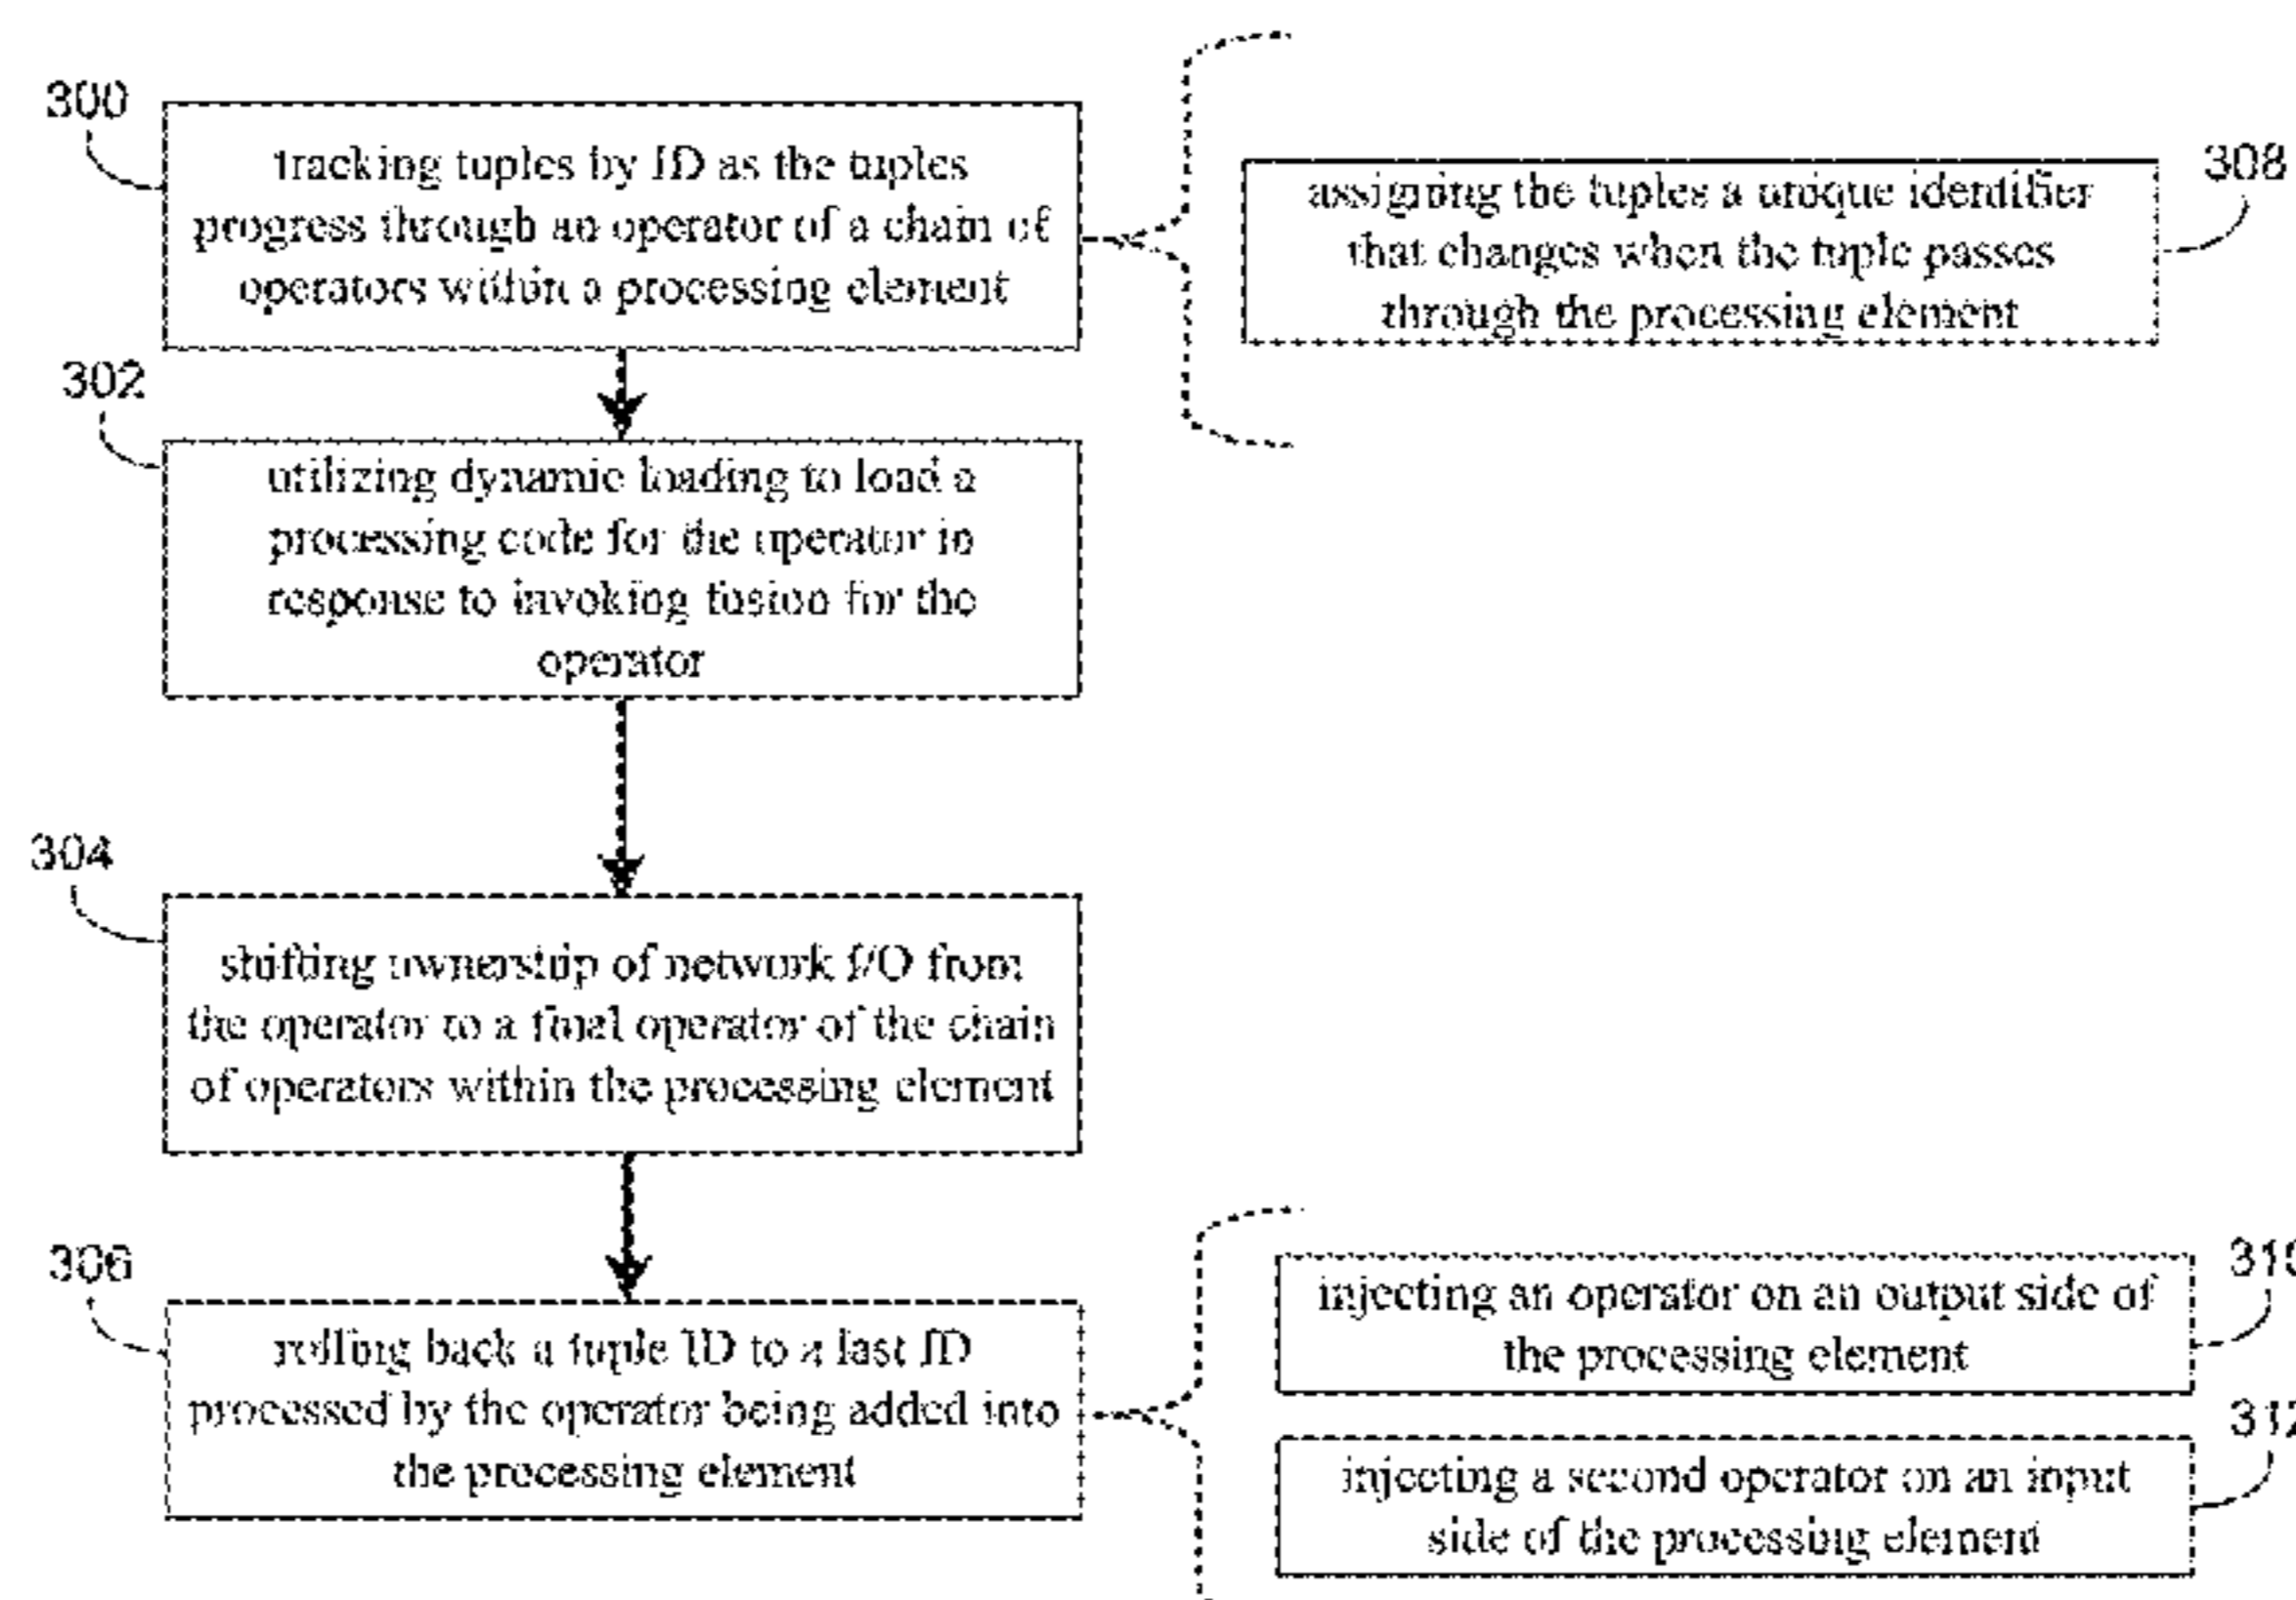 300
tracking tuples by ID as the tuples
progress through an operator of a chain of
operators within a processing element
308
assigning the tuples a unique identifier
that changes when the tuple passes
through the processing element
302
utilizing dynamic loading to load a
processing code for the operator in
response to invoking fusion for the
operator
304
shifting ownership of network I/O from
the operator to a final operator of the chain
of operators within the processing element
306
rolling back a tuple ID to a last ID
processed by the operator being added into
the processing element
310
injecting an operator on an output side of
the processing element
312
injecting a second operator on an input
side of the processing element